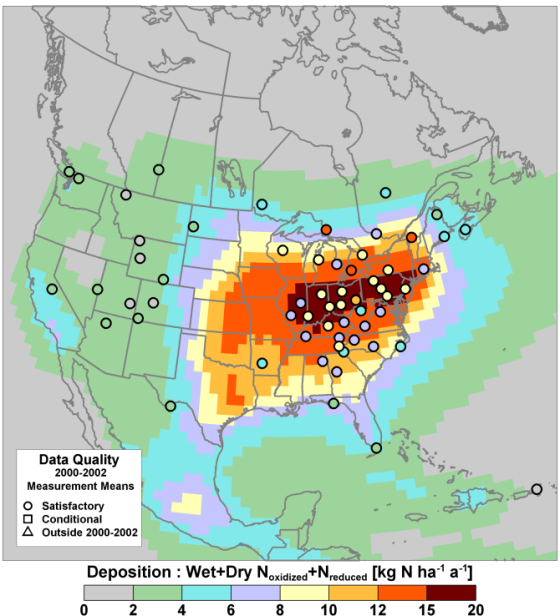 Data Quality
2000-2002
Measurement Means
Satisfactory
Conditional
Outside 2000-2002
Deposition : Wet+Dry Noxidized+Nreduced [kg N ha-1 a-1]
0 2 4 6 8 10 12 15 20